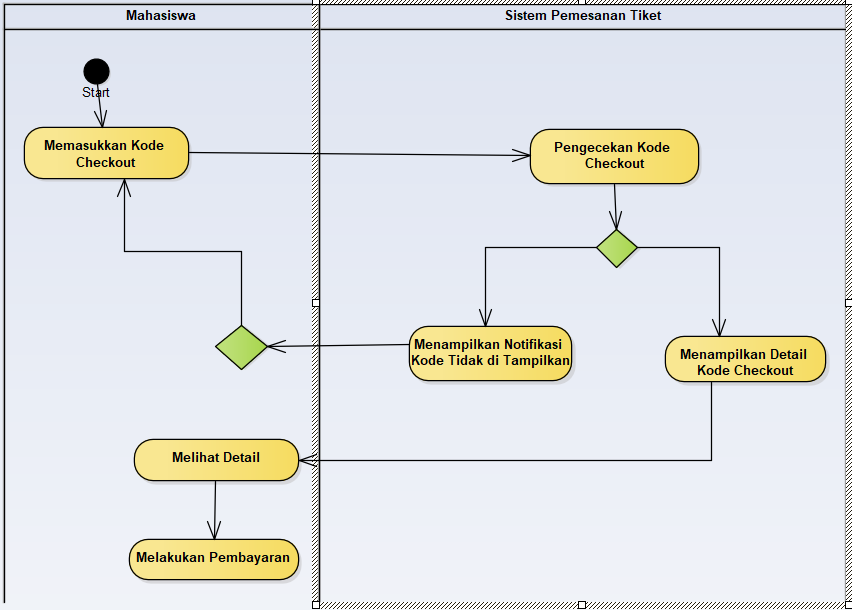 Mahasiswa
Sistem Pemesanan Tiket
Start
Memasukkan Kode
Checkout
Pengecekan Kode
Checkout
Menampilkan Notifikasi
Kode Tidak di Tampilkan
Menampilkan Detail
Kode Checkout
Melihat Detail
Melakukan Pembayaran